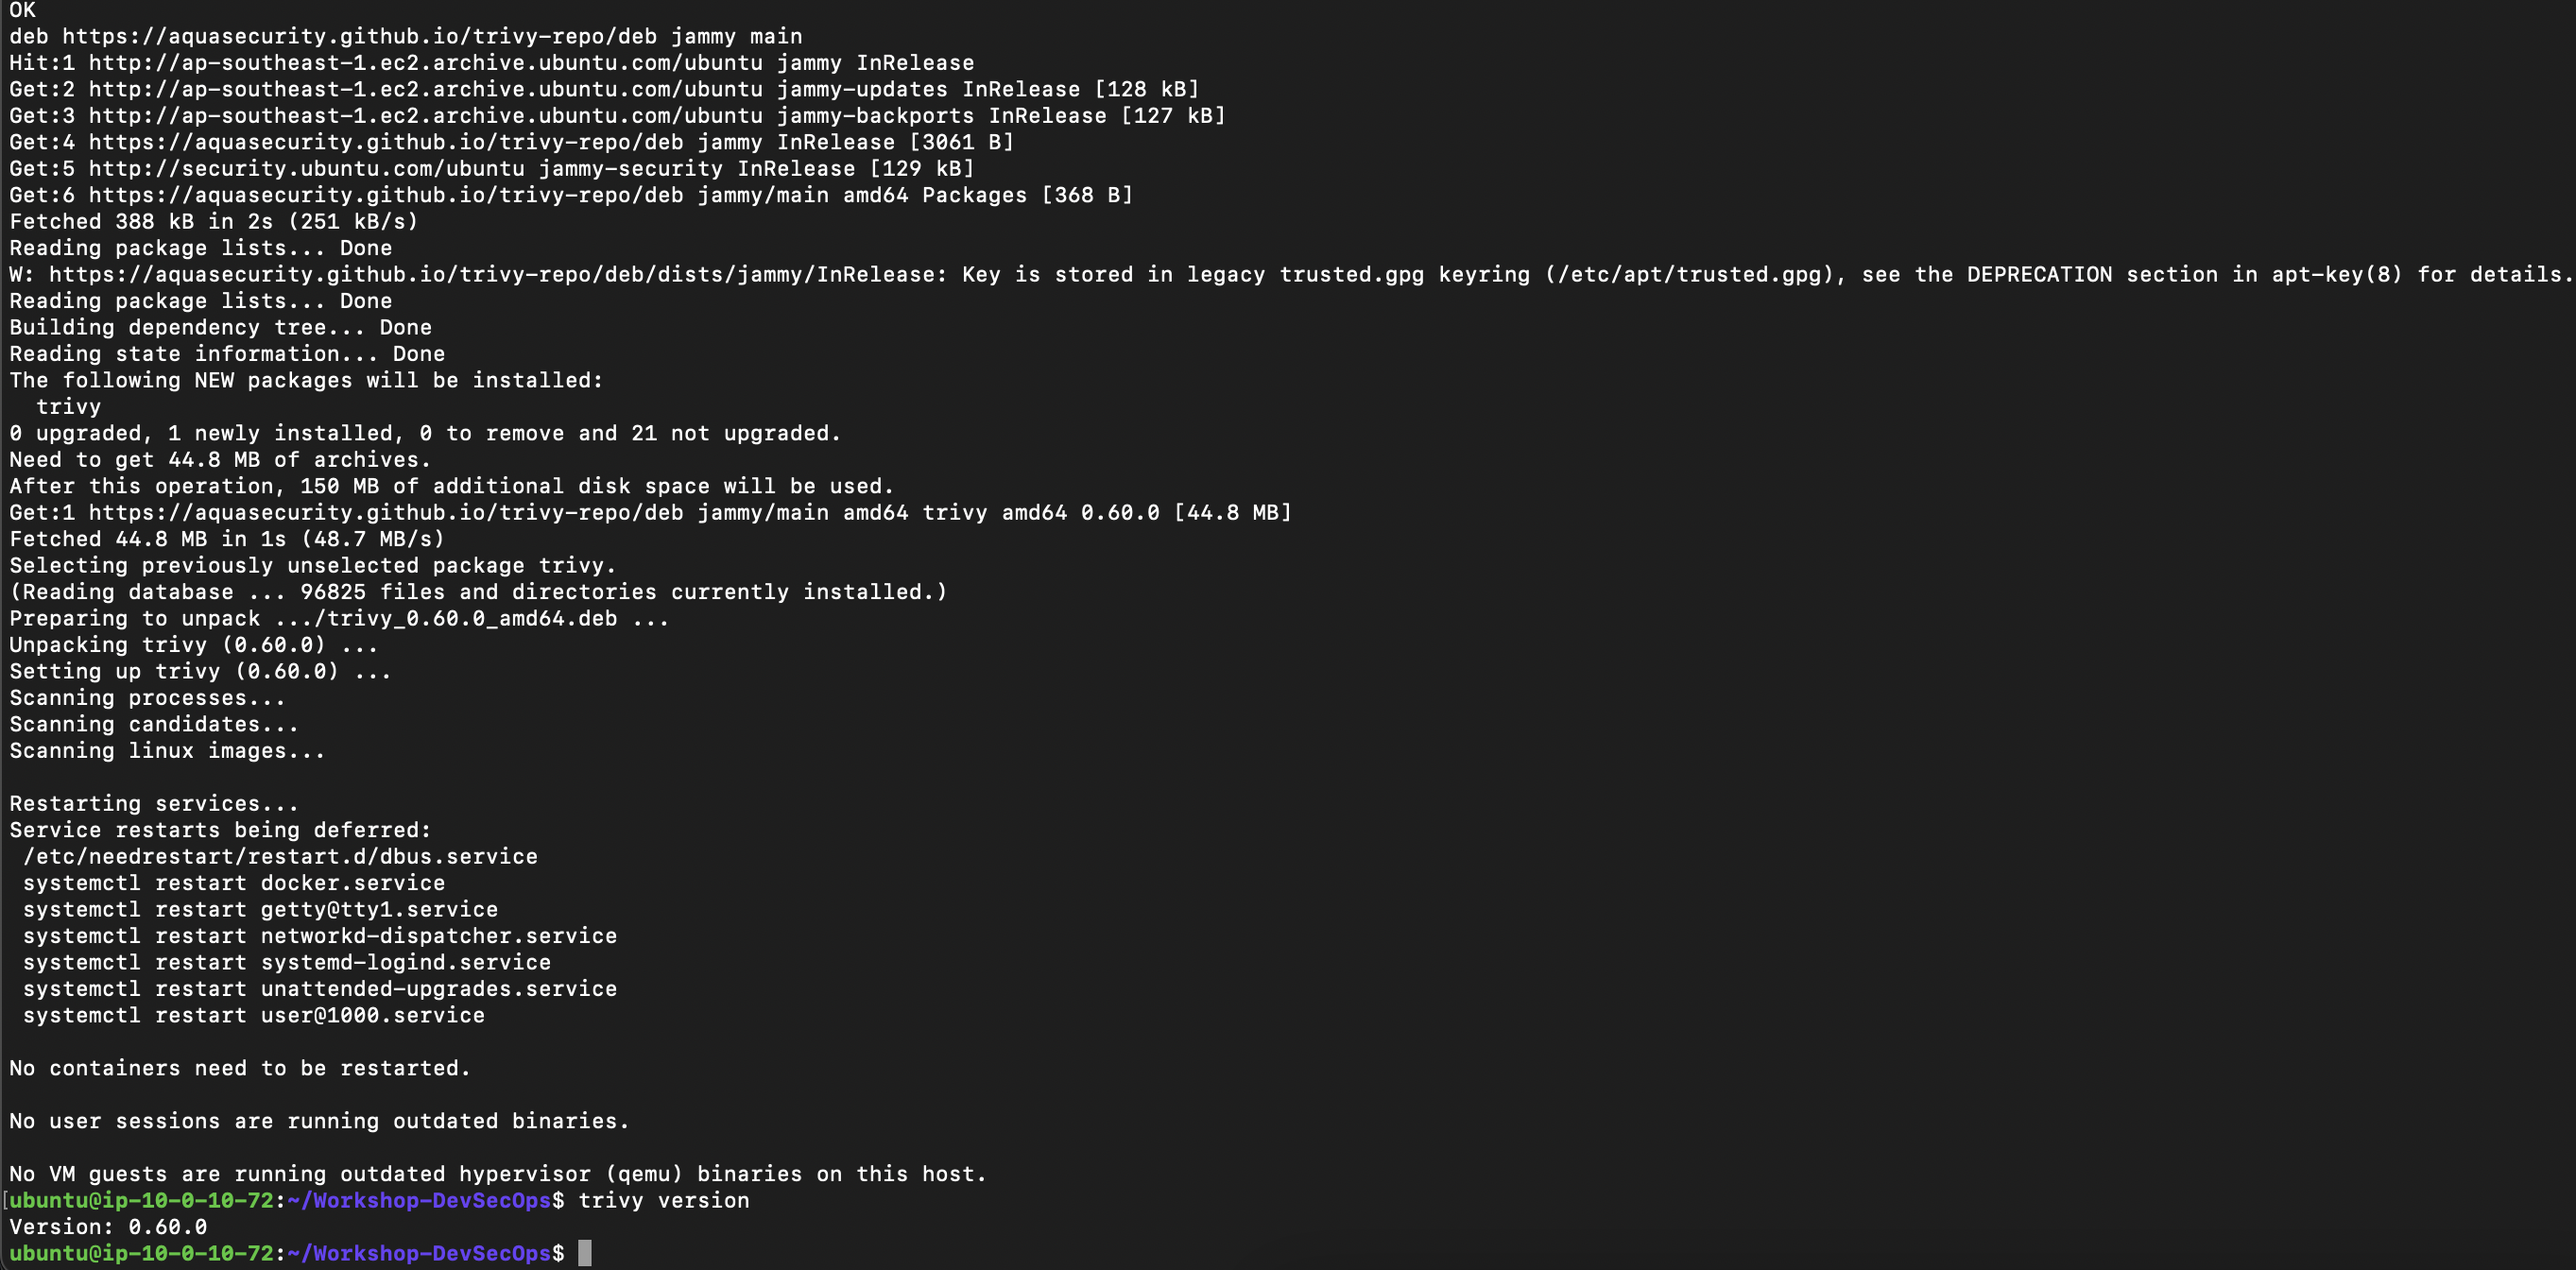 OK
deb https://aquasecurity.github.io/trivy-repo/deb jammy main
Hit:1 http://ap-southeast-1.ec2.archive.ubuntu.com/ubuntu jammy InRelease
Get:2 http://ap-southeast-1.ec2.archive.ubuntu.com/ubuntu jammy-updates InRelease [128 kB]
Get:3 http://ap-southeast-1.ec2.archive.ubuntu.com/ubuntu jammy-backports InRelease [127 kB]
Get:4 https://aquasecurity.github.io/trivy-repo/deb jammy InRelease [3061 B]
Get:5 http://security.ubuntu.com/ubuntu jammy-security InRelease [129 kB]
Get:6 https://aquasecurity.github.io/trivy-repo/deb jammy/main amd64 Packages [368 B]
Fetched 388 kB in 2s (251 kB/s)
Reading package lists... Done
W: https://aquasecurity.github.io/trivy-repo/deb/dists/jammy/InRelease: Key is stored in legacy trusted.gpg keyring (/etc/apt/trusted.gpg), see the DEPRECATION section in apt-key(8) for details.
Reading package lists... Done
Building dependency tree... Done
Reading state information... Done
The following NEW packages will be installed:
  trivy
0 upgraded, 1 newly installed, 0 to remove and 21 not upgraded.
Need to get 44.8 MB of archives.
After this operation, 150 MB of additional disk space will be used.
Get:1 https://aquasecurity.github.io/trivy-repo/deb jammy/main amd64 trivy amd64 0.60.0 [44.8 MB]
Fetched 44.8 MB in 1s (48.7 MB/s)
Selecting previously unselected package trivy.
(Reading database ... 96825 files and directories currently installed.)
Preparing to unpack .../trivy_0.60.0_amd64.deb ...
Unpacking trivy (0.60.0) ...
Setting up trivy (0.60.0) ...
Scanning processes...
Scanning candidates...
Scanning linux images...

Restarting services...
Service restarts being deferred:
 /etc/needrestart/restart.d/dbus.service
 systemctl restart docker.service
 systemctl restart getty@tty1.service
 systemctl restart networkd-dispatcher.service
 systemctl restart systemd-logind.service
 systemctl restart unattended-upgrades.service
 systemctl restart user@1000.service

No containers need to be restarted.

No user sessions are running outdated binaries.

No VM guests are running outdated hypervisor (qemu) binaries on this host.
[ubuntu@ip-10-0-10-72:~/Workshop-DevSecOps$ trivy version
Version: 0.60.0
ubuntu@ip-10-0-10-72:~/Workshop-DevSecOps$